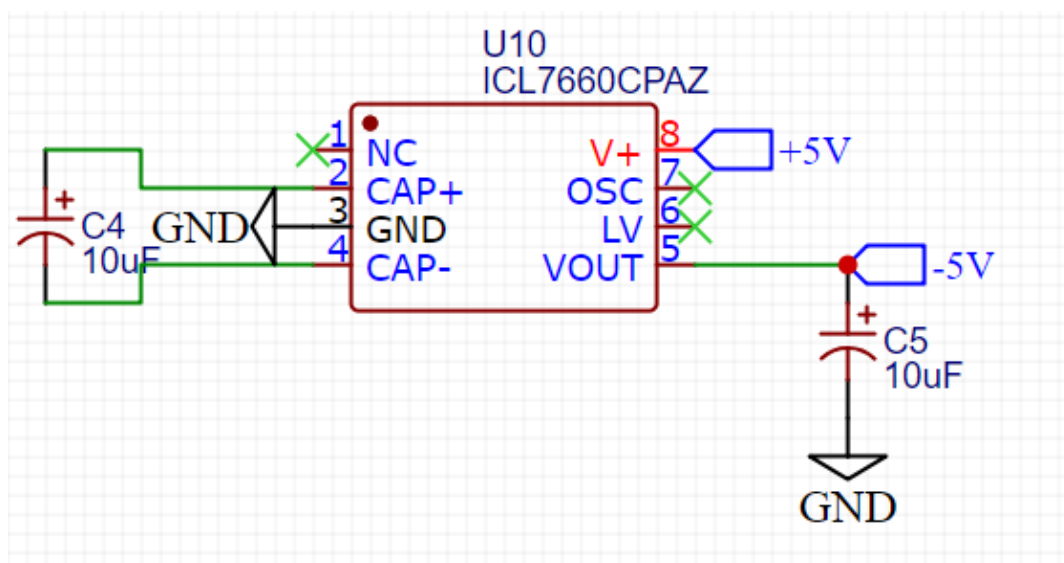 U10
ICL7660CPAZ
1
NC
2
CAP+
3
GND
4
CAP-
8
V+
7
OSC
6
LV
5
VOUT
+5V
-5V
GND
+
C4
10uF
+
C5
10uF
GND